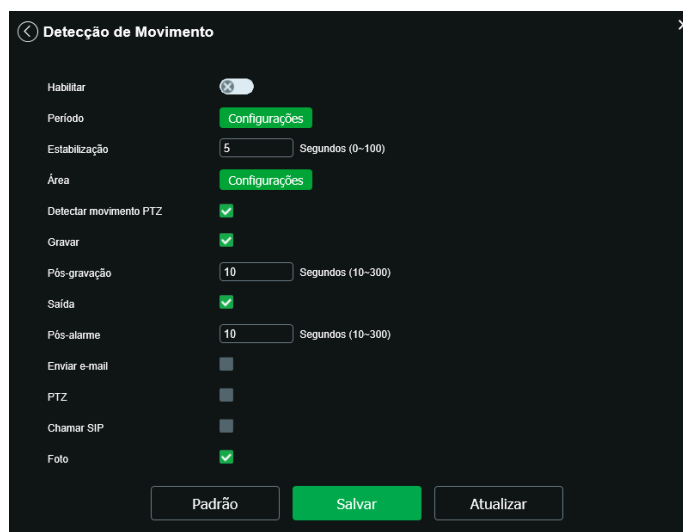 Detecção de Movimento
Habilitar
Período Configurações
Estabilização 5 Segundos (0~100)
Área Configurações
Detectar movimento PTZ
Gravar
Pós-gravação 10 Segundos (10~300)
Saída
Pós-alarme 10 Segundos (10~300)
Enviar e-mail
PTZ
Chamar SIP
Foto
Padrão Salvar Atualizar